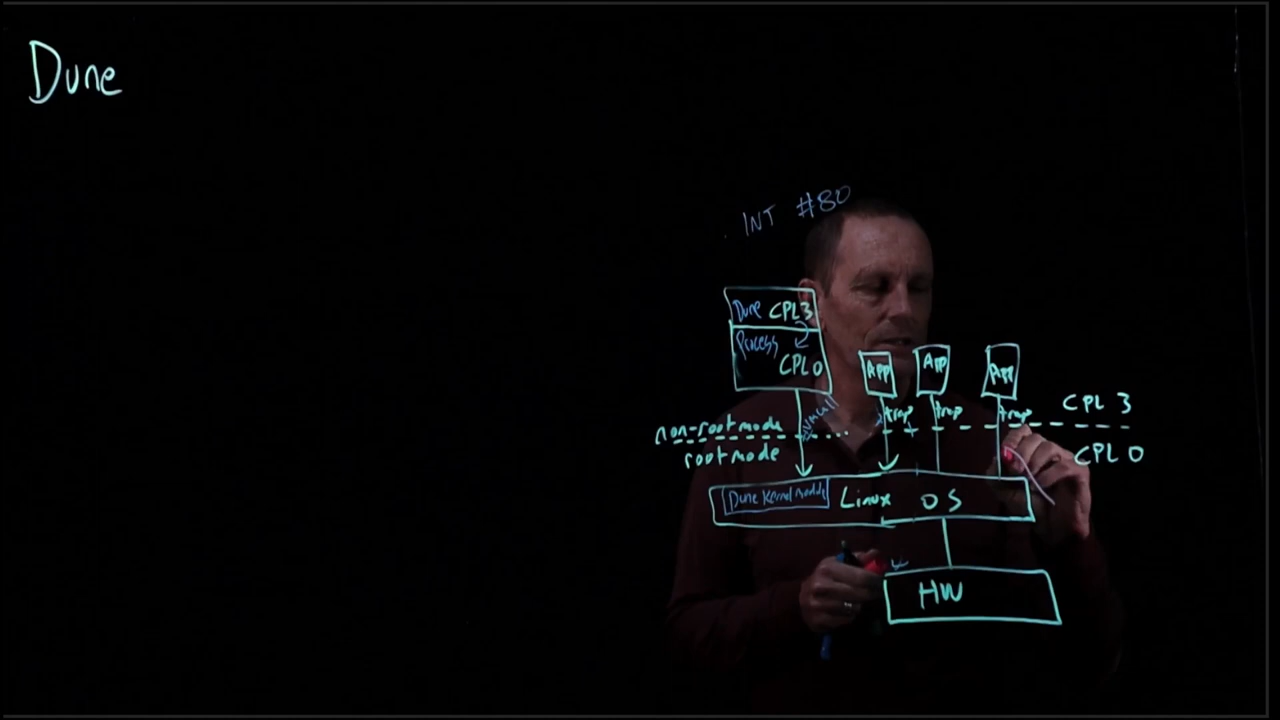 Dune
INT #80
Dune CPL3
Process
CPL0
App
App
App
vmcall
trap
trap
trap
CPL 3
non-root mode
root mode
CPL 0
Dune Kernel module
Linux OS
HW